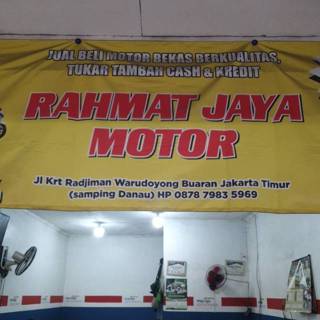 JUAL BELI MOTOR BEKAS BERKUALITAS,
TUKAR TAMBAH CASH & KREDIT
RAHMAT JAYA
MOTOR
Jl Krt Radjiman Warudoyong Buaran Jakarta Timur
(samping Danau) HP 0878 7983 5969